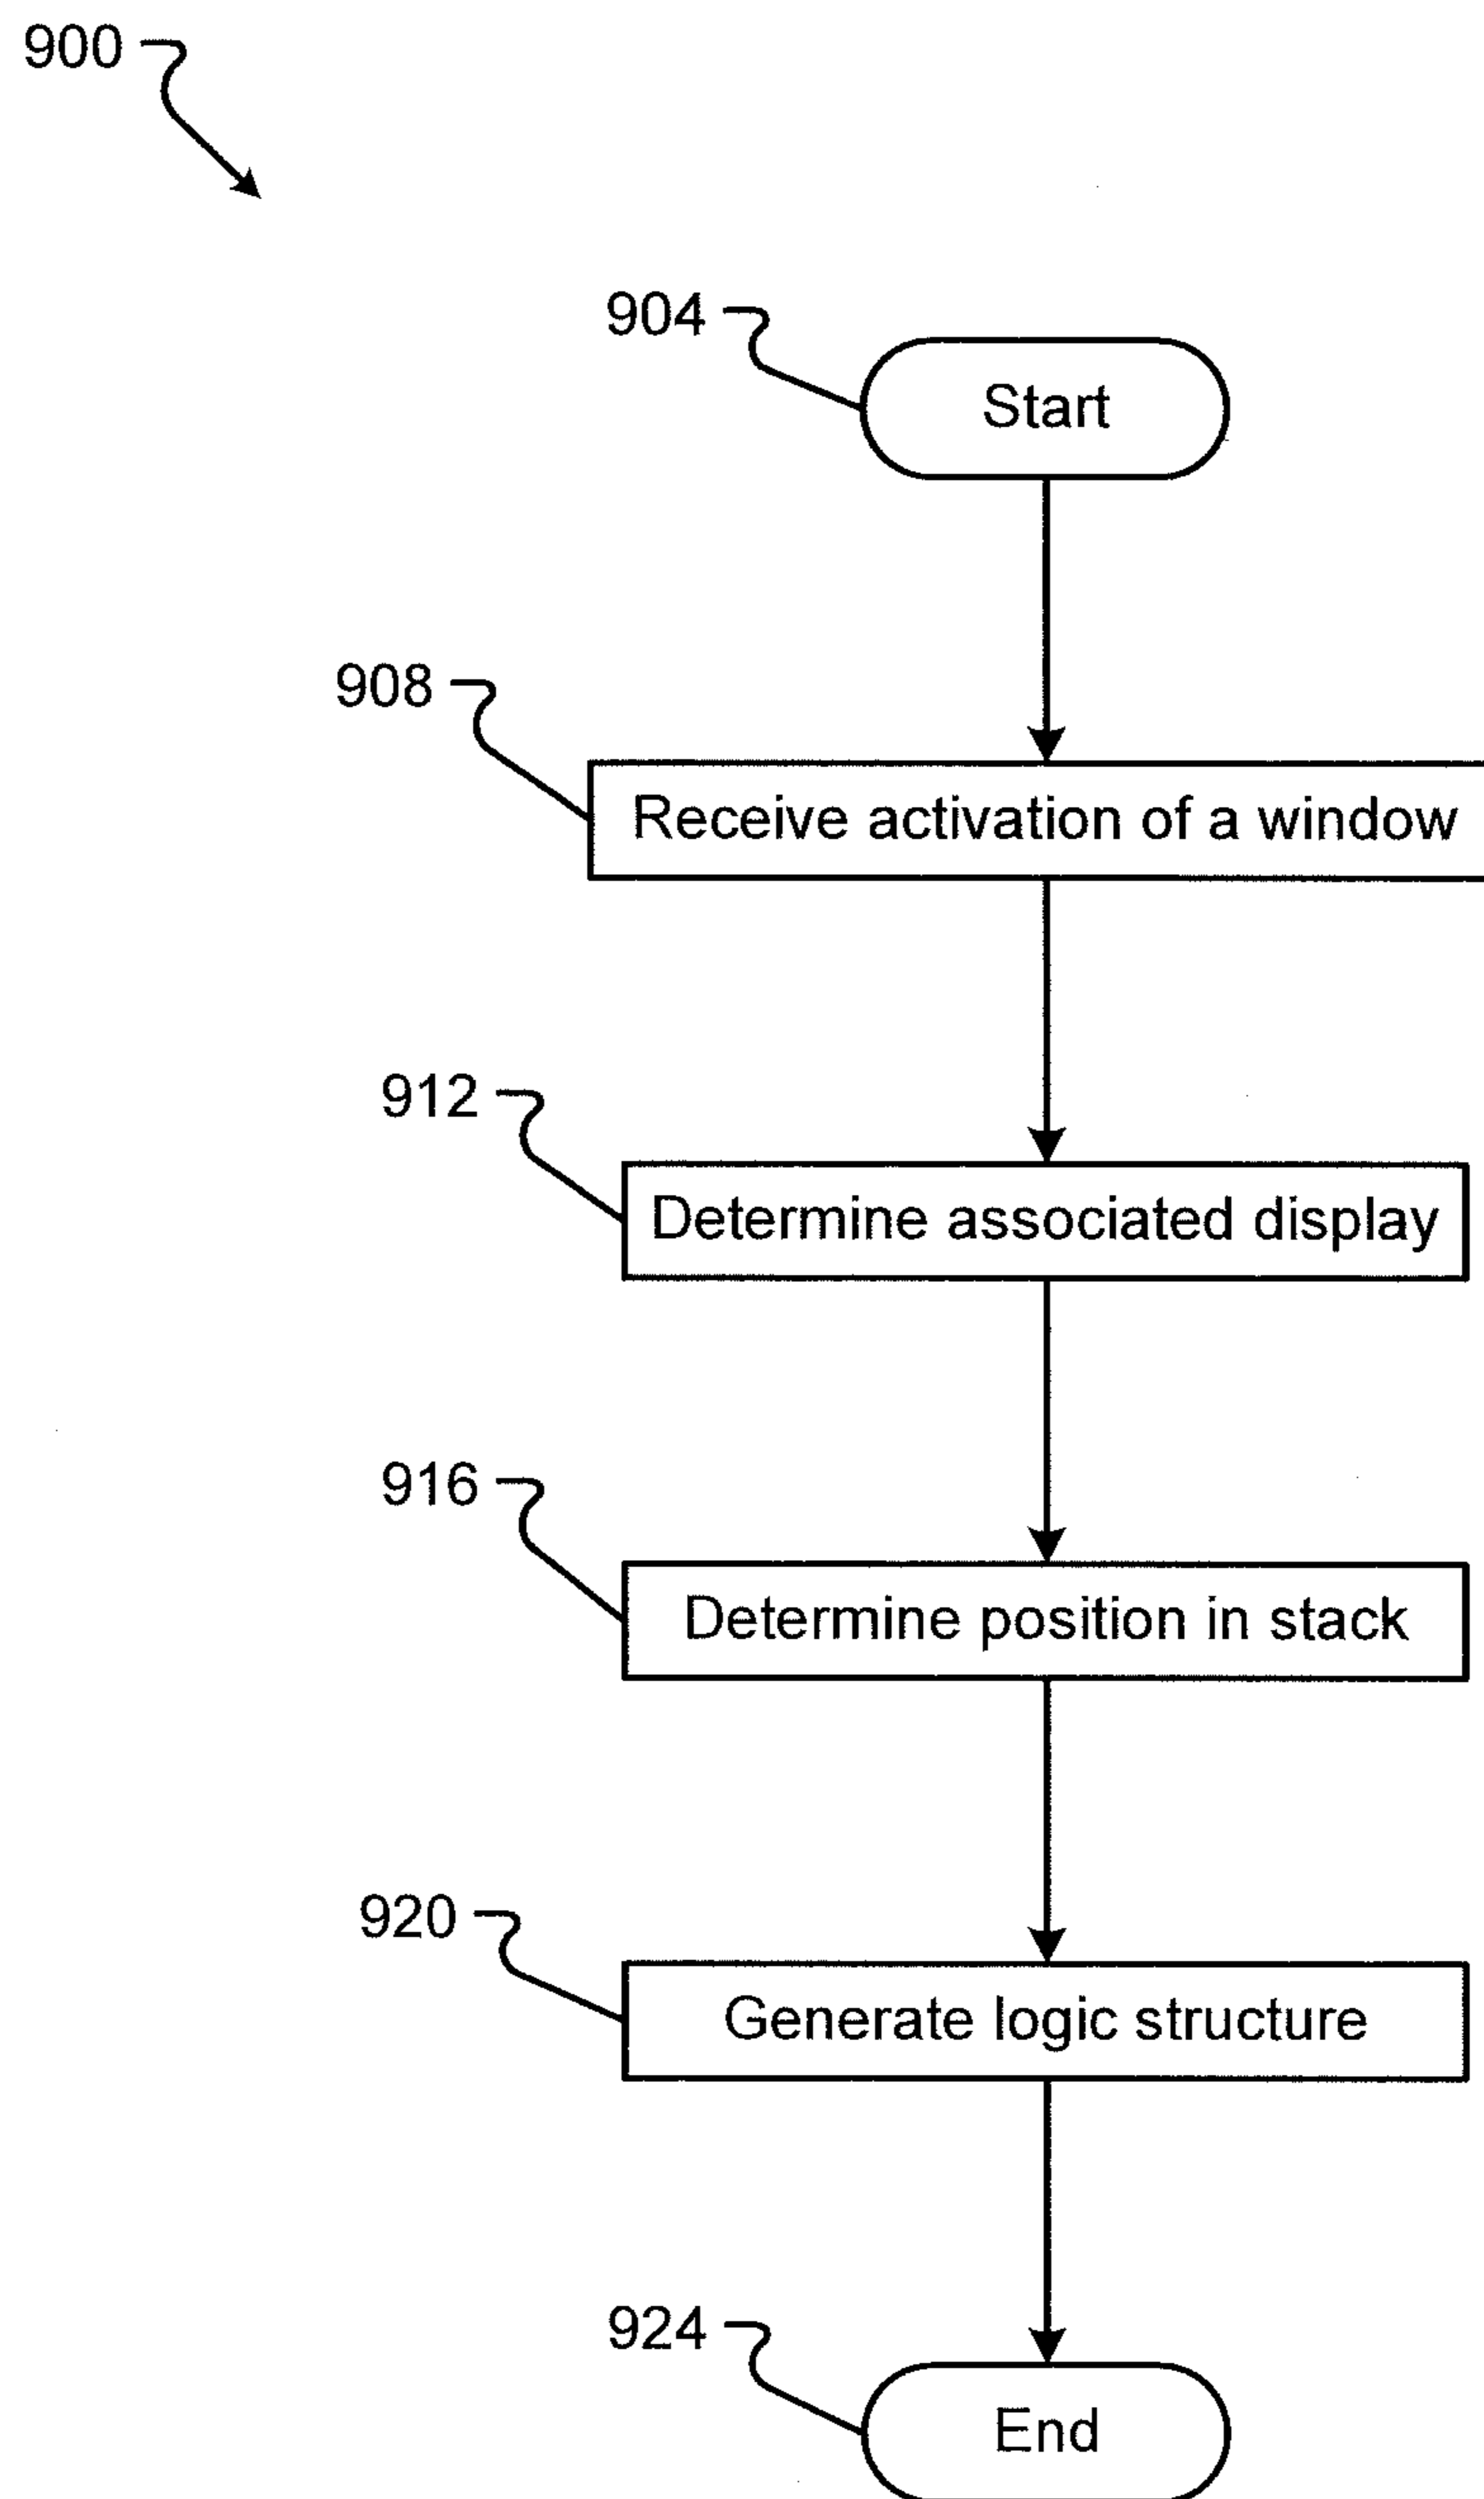 900
904
Start
908
Receive activation of a window
912
Determine associated display
916
Determine position in stack
920
Generate logic structure
924
End